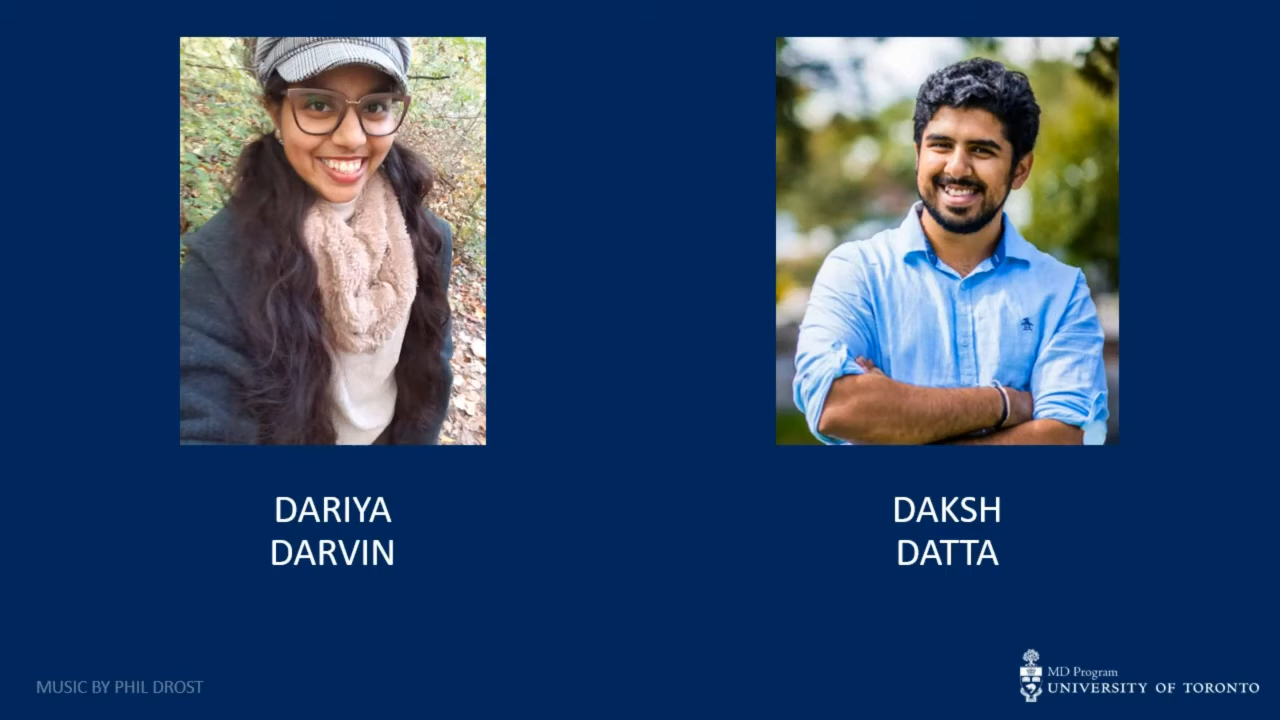 DARIYA
DARVIN
DAKSH
DATTA
MUSIC BY PHIL DROST
MD Program
UNIVERSITY OF TORONTO